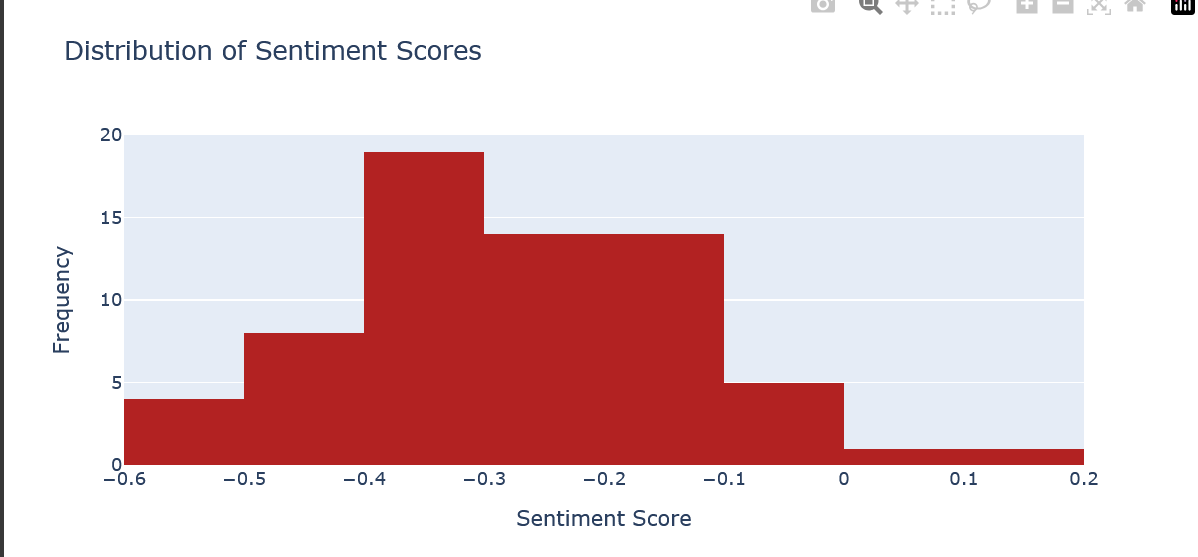 Distribution of Sentiment Scores
20
15
10
5
0
Frequency
−0.6 −0.5 −0.4 −0.3 −0.2 −0.1 0 0.1 0.2
Sentiment Score